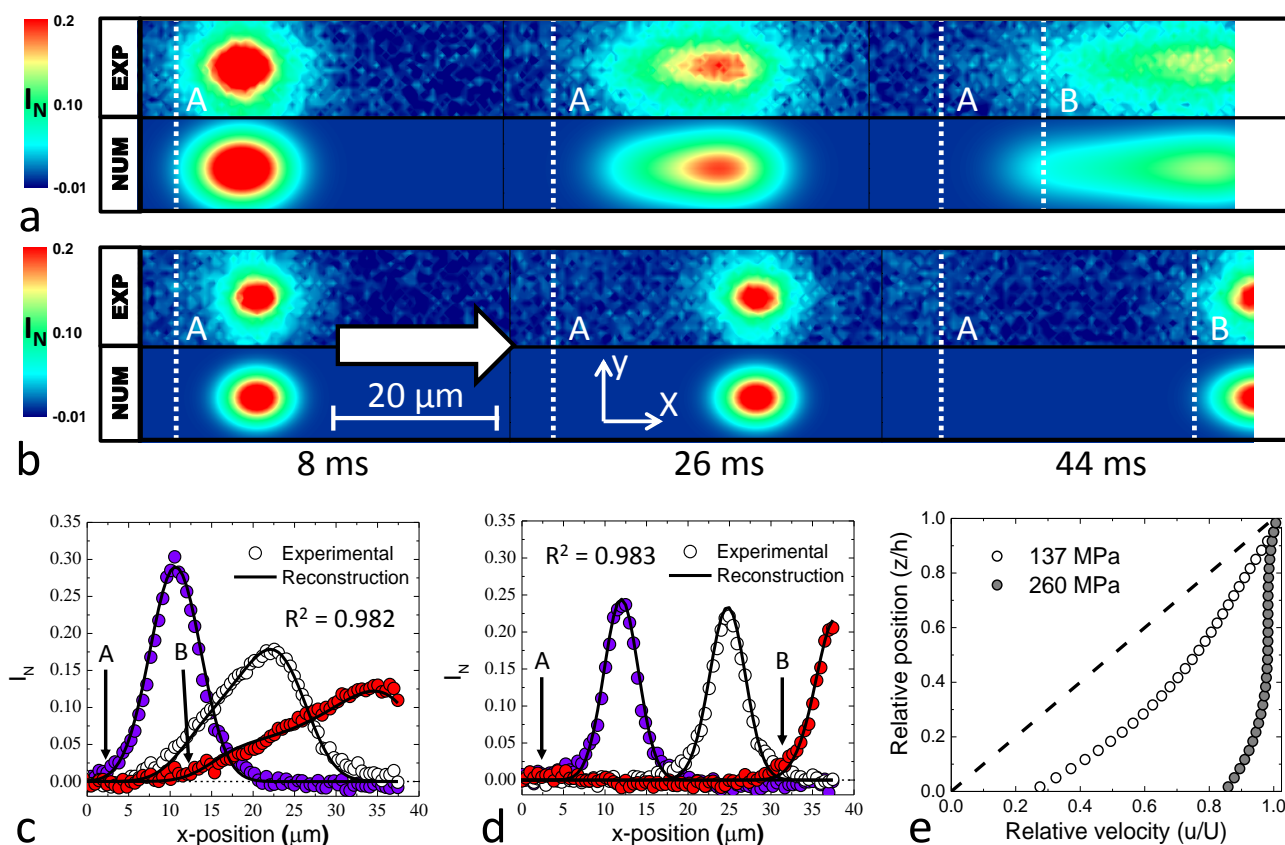 0.2
I_N 0.10
-0.01
EXP
NUM
A
A
A
B
a
0.2
I_N 0.10
-0.01
EXP
NUM
A
A
A
B
20 μm
y
X
b
8 ms
26 ms
44 ms
0.35
0.30
0.25
0.20
0.15
0.10
0.05
0.00
I_N
Experimental
Reconstruction
R² = 0.982
A
B
0 5 10 15 20 25 30 35 40
x-position (μm)
c
0.35
0.30
0.25
0.20
0.15
0.10
0.05
0.00
I_N
R² = 0.983
Experimental
Reconstruction
A
B
0 5 10 15 20 25 30 35 40
x-position (μm)
d
1.0
0.8
0.6
0.4
0.2
0.0
Relative position (z/h)
137 MPa
260 MPa
0.0 0.2 0.4 0.6 0.8 1.0
Relative velocity (u/U)
e